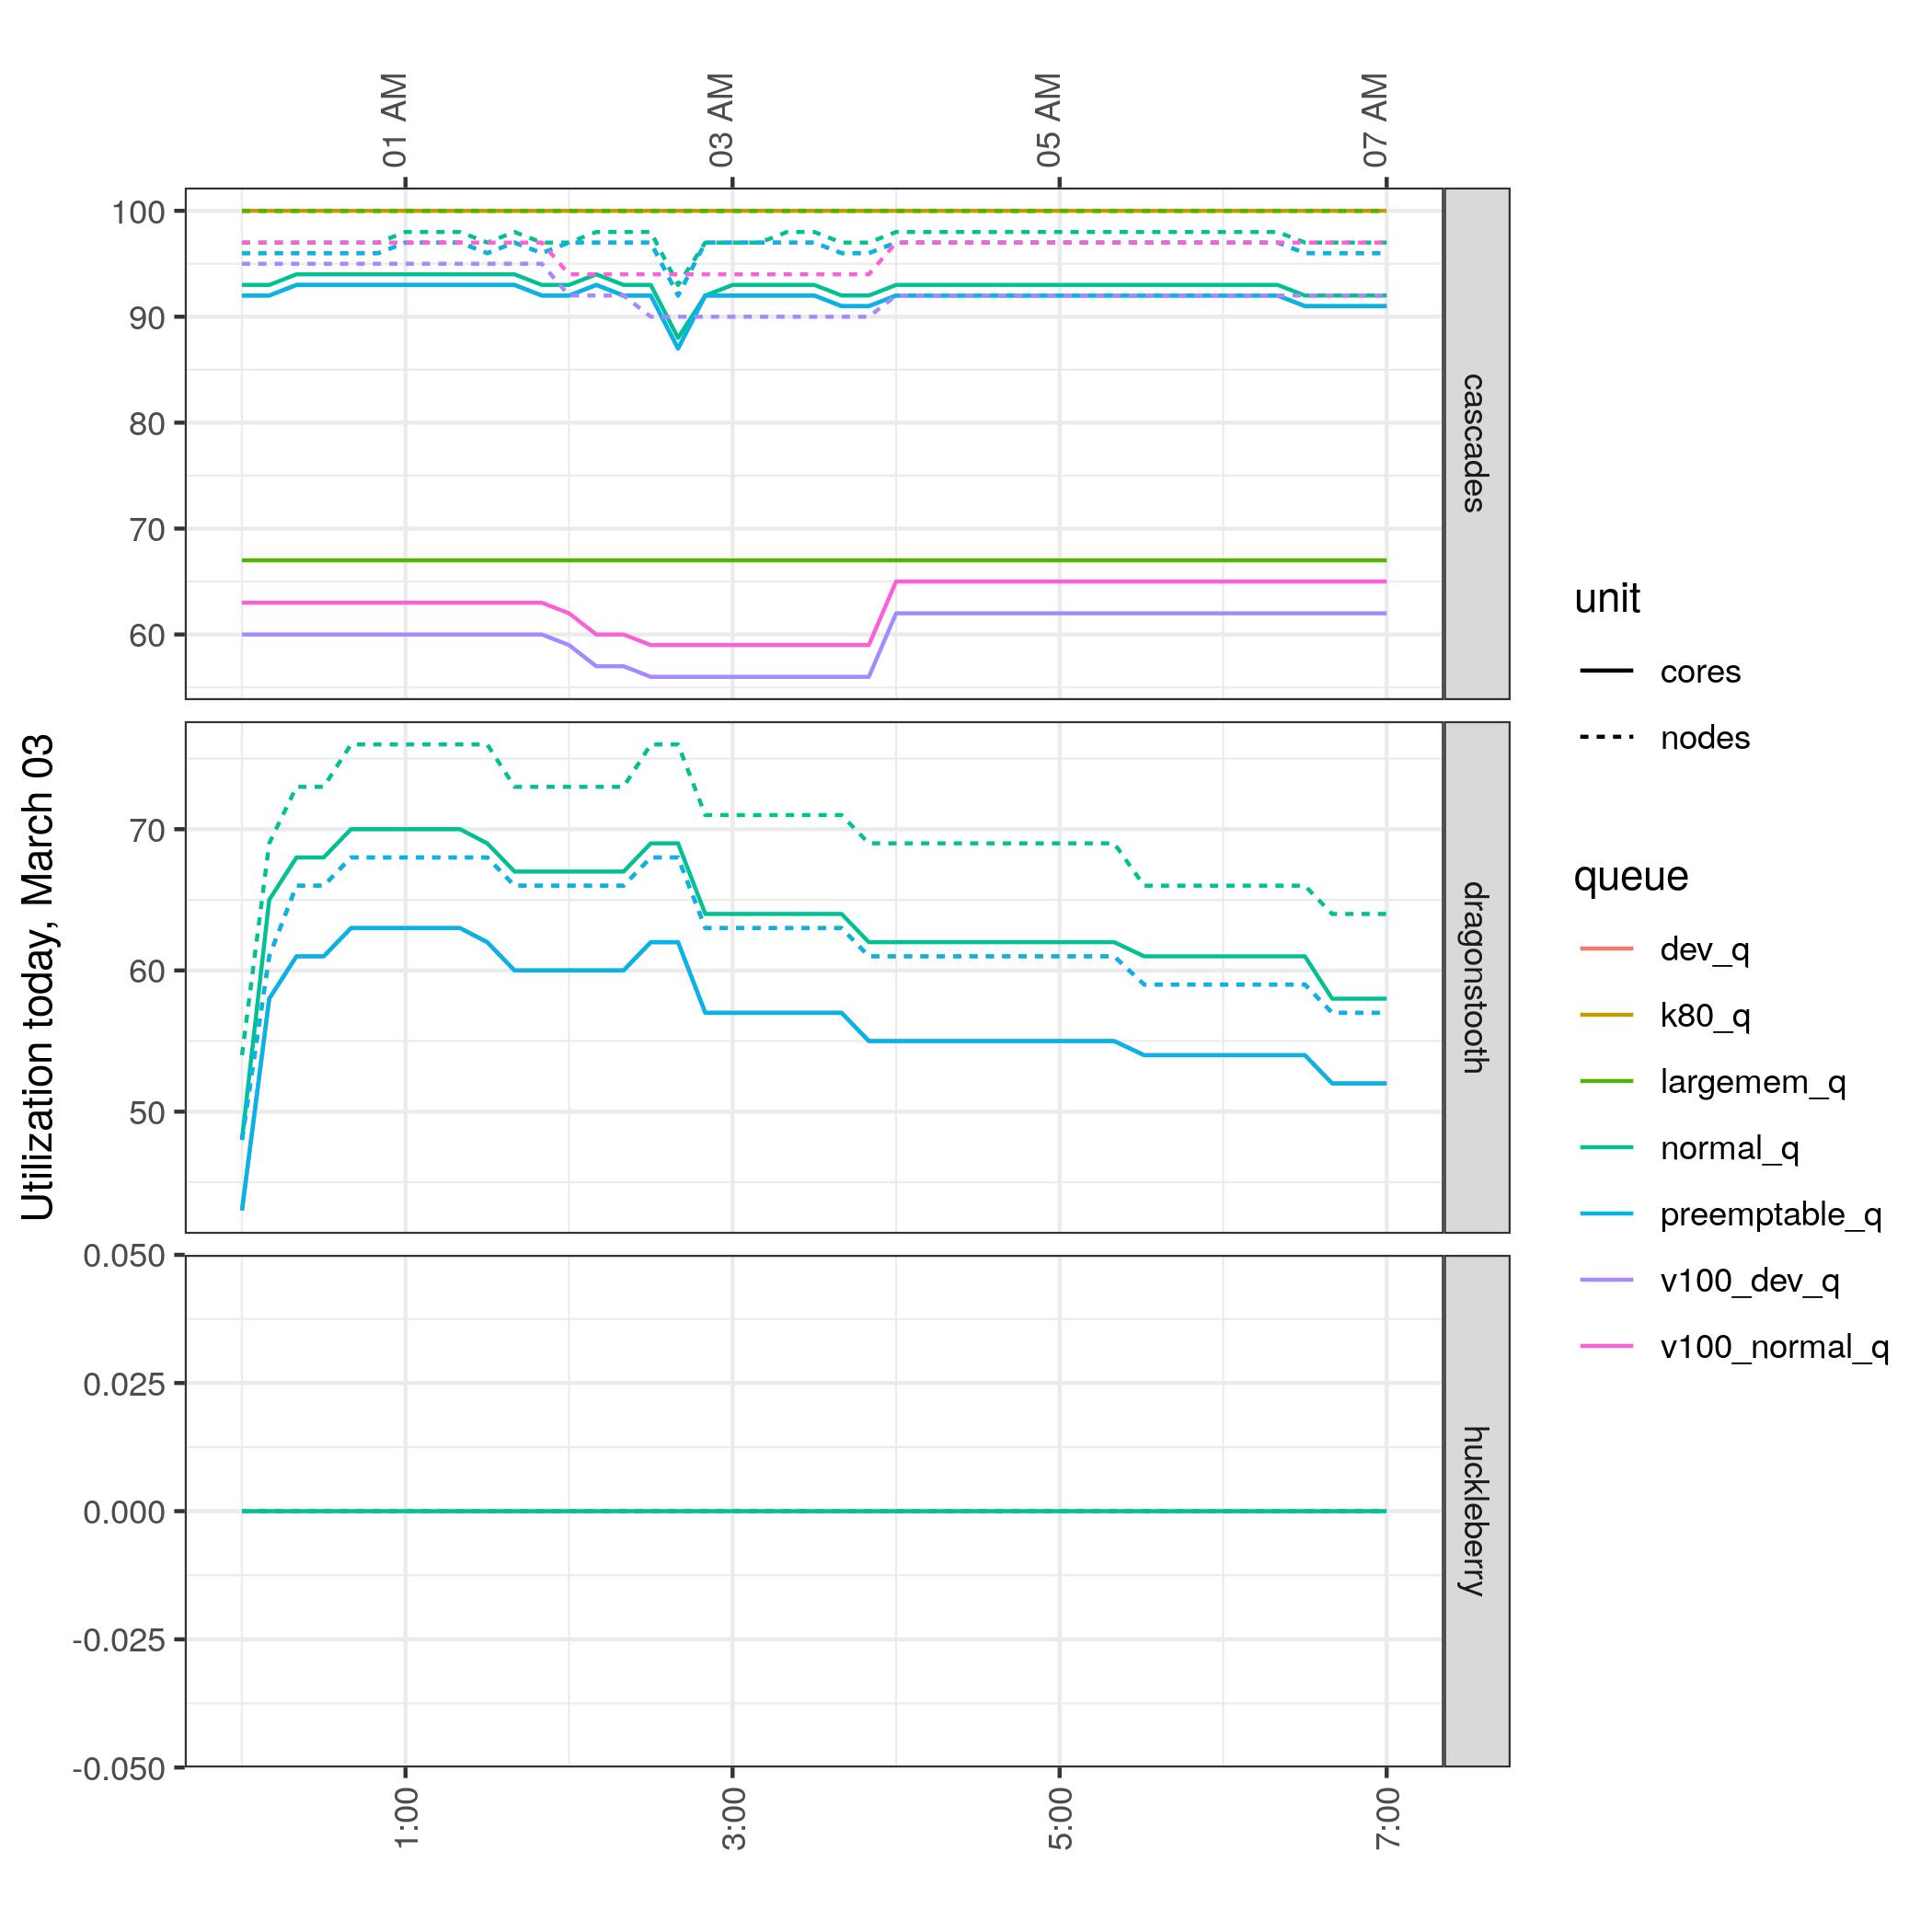 01 AM
03 AM
05 AM
07 AM
100
90
80
70
60
cascades
70
60
50
dragonstooth
0.050
0.025
0.000
-0.025
-0.050
huckleberry
1:00
3:00
5:00
7:00
Utilization today, March 03
unit
cores
nodes
queue
dev_q
k80_q
largemem_q
normal_q
preemptable_q
v100_dev_q
v100_normal_q